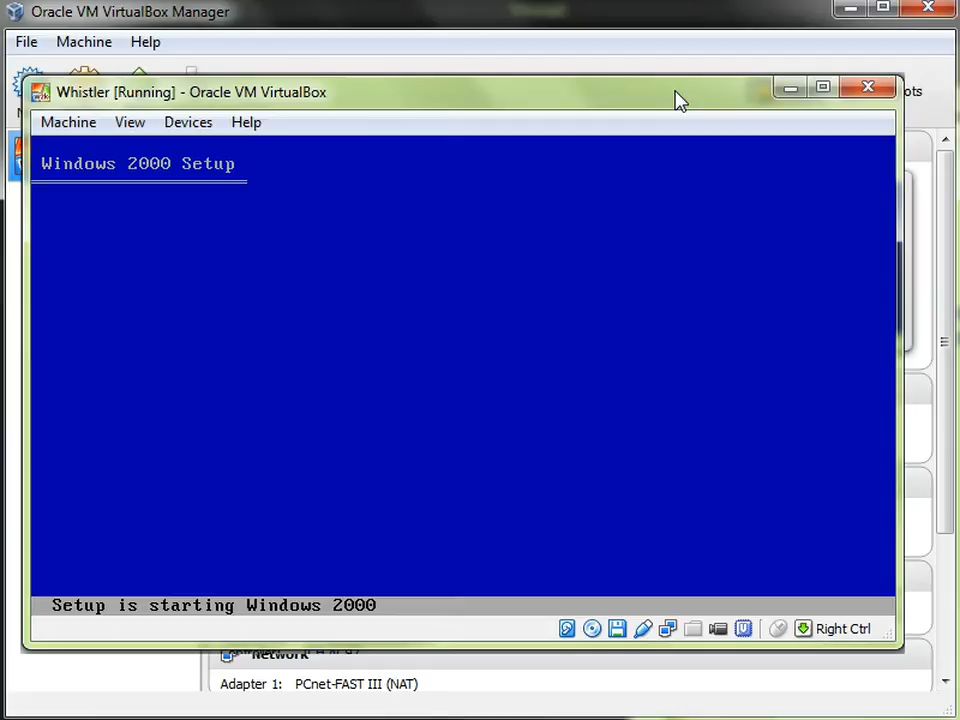 Oracle VM VirtualBox Manager
File Machine Help
Whistler [Running] - Oracle VM VirtualBox
Machine View Devices Help
Windows 2000 Setup
Setup is starting Windows 2000
Right Ctrl
Network
Adapter 1: PCnet-FAST III (NAT)